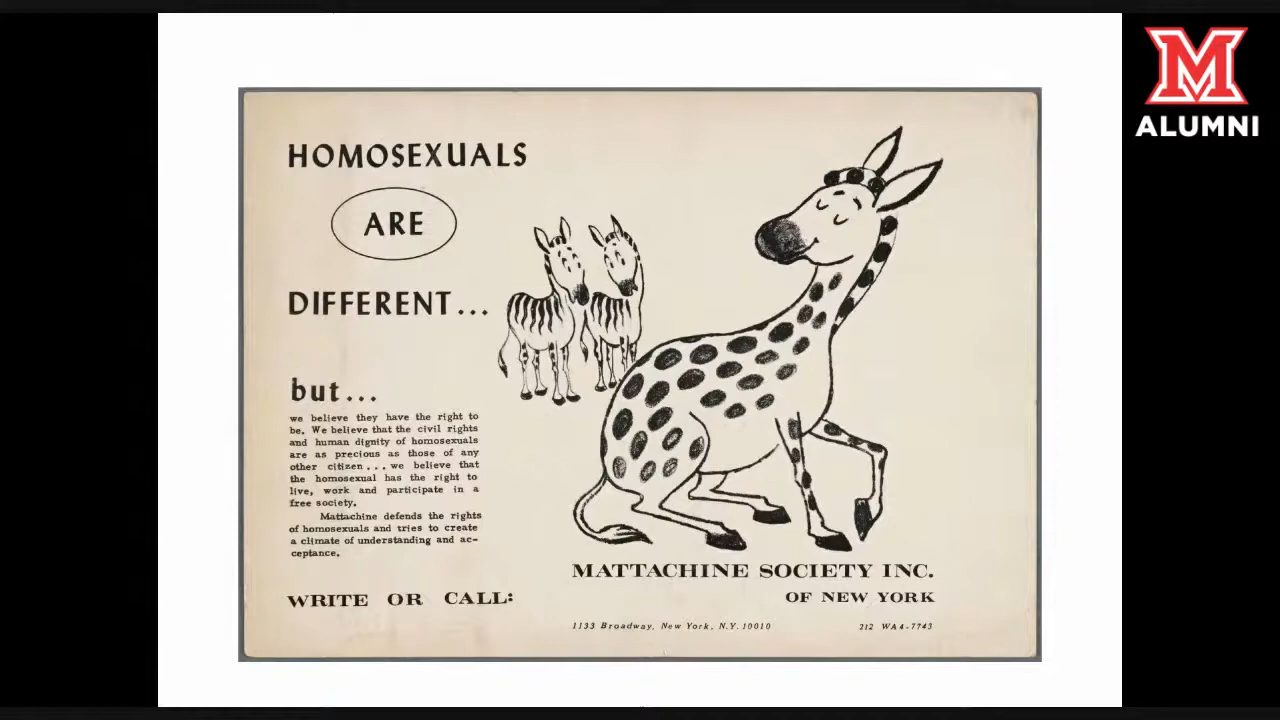 HOMOSEXUALS
ARE
DIFFERENT...
but...
we believe they have the right to
be. We believe that the civil rights
and human dignity of homosexuals
are as precious as those of any
other citizen... we believe that
the homosexual has the right to
live, work and participate in a
free society.
Mattachine defends the rights
of homosexuals and tries to create
a climate of understanding and ac-
ceptance.
WRITE OR CALL:
MATTACHINE SOCIETY INC.
OF NEW YORK
1133 Broadway, New York, N.Y. 10010
212 WA 4-7743
M
ALUMNI